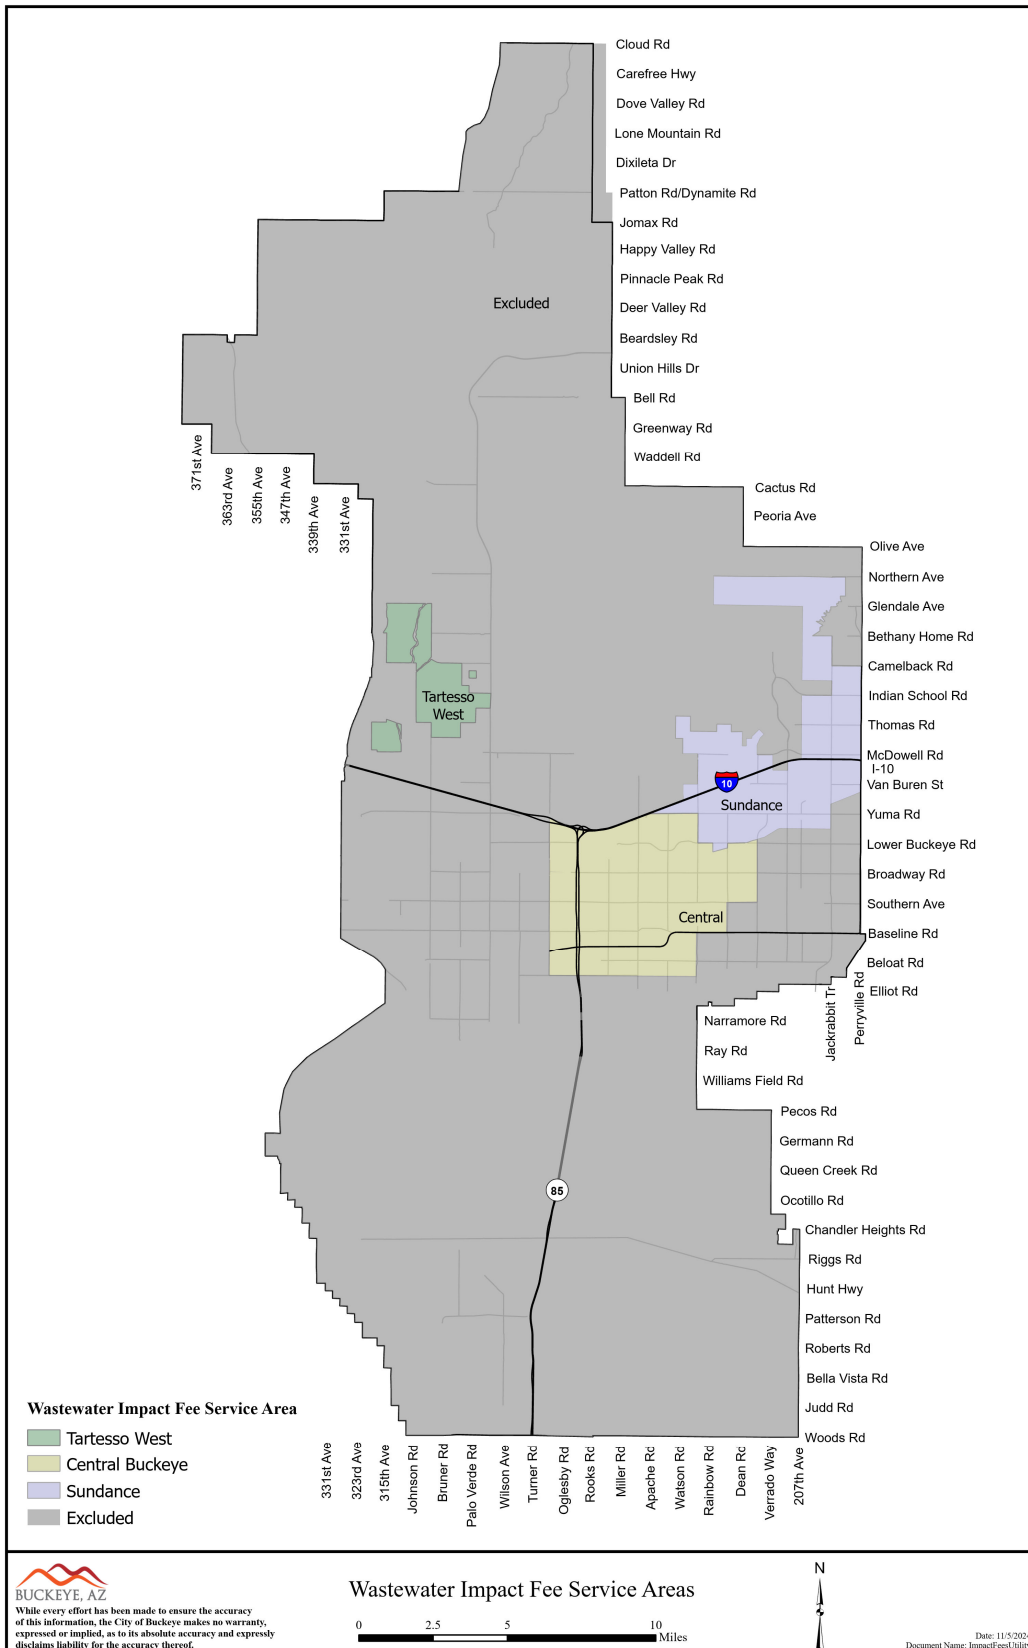 Cloud Rd
Carefree Hwy
Dove Valley Rd
Lone Mountain Rd
Dixileta Dr
Patton Rd/Dynamite Rd
Jomax Rd
Happy Valley Rd
Pinnacle Peak Rd
Excluded
Deer Valley Rd
Beardsley Rd
Union Hills Dr
Bell Rd
Greenway Rd
Waddell Rd
371st Ave
363rd Ave
355th Ave
347th Ave
339th Ave
331st Ave
Cactus Rd
Peoria Ave
Olive Ave
Northern Ave
Glendale Ave
Bethany Home Rd
Camelback Rd
Tartesso
West
Indian School Rd
Thomas Rd
McDowell Rd
I-10
10
Van Buren St
Sundance
Yuma Rd
Lower Buckeye Rd
Broadway Rd
Southern Ave
Central
Baseline Rd
Beloat Rd
Elliot Rd
Jackrabbit Tr
Perryville Rd
Narramore Rd
Ray Rd
Williams Field Rd
Pecos Rd
Germann Rd
Queen Creek Rd
85
Ocotillo Rd
Chandler Heights Rd
Riggs Rd
Hunt Hwy
Patterson Rd
Roberts Rd
Bella Vista Rd
Judd Rd
Woods Rd
Wastewater Impact Fee Service Area
Tartesso West
Central Buckeye
Sundance
Excluded
331st Ave
323rd Ave
315th Ave
Johnson Rd
Bruner Rd
Palo Verde Rd
Wilson Ave
Turner Rd
Oglesby Rd
Rooks Rd
Miller Rd
Apache Rd
Watson Rd
Rainbow Rd
Dean Rd
Verrado Way
207th Ave
BUCKEYE, AZ
While every effort has been made to ensure the accuracy
of this information, the City of Buckeye makes no warranty,
expressed or implied, as to its absolute accuracy and expressly
disclaims liability for the accuracy thereof.
Wastewater Impact Fee Service Areas
0 2.5 5 10
Miles
N
Date: 11/5/2024
Document Name: ImpactFeesUtility